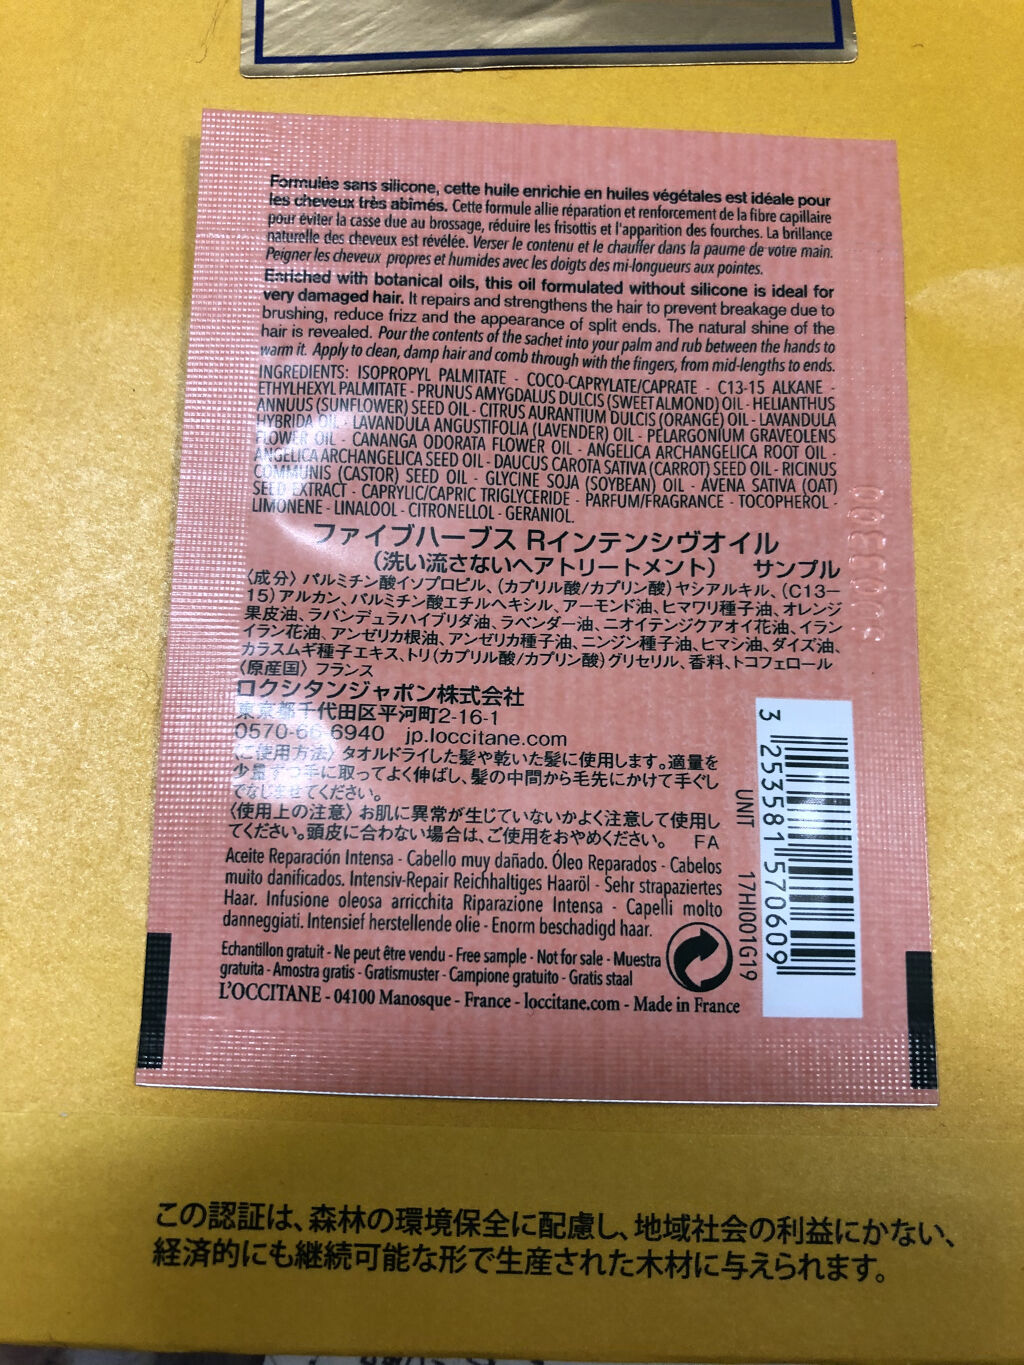 Formulée sans silicone, cette huile enrichie en huiles végétales est idéale pour
les cheveux très abîmés. Cette formule allie réparation et renforcement de la fibre capillaire
pour éviter la casse due au brossage, réduire les frisottis et l'apparition des fourches. La brillance
naturelle des cheveux est révélée. Verser le contenu et le chauffer dans la paume de votre main.
Peigner les cheveux propres et humides avec les doigts des mi-longueurs aux pointes.
Enriched with botanical oils, this oil formulated without silicone is ideal for
very damaged hair. It repairs and strengthens the hair to prevent breakage due to
brushing, reduce frizz and the appearance of split ends. The natural shine of the
hair is revealed. Pour the contents of the sachet into your palm and rub between the hands to
warm it. Apply to clean, damp hair and comb through with the fingers, from mid-lengths to ends.
INGREDIENTS: ISOPROPYL PALMITATE - COCO-CAPRYLATE/CAPRATE - C13-15 ALKANE -
ETHYLHEXYL PALMITATE - PRUNUS AMYGDALUS DULCIS (SWEET ALMOND) OIL - HELIANTHUS
ANNUUS (SUNFLOWER) SEED OIL - CITRUS AURANTIUM DULCIS (ORANGE) OIL - LAVANDULA
HYBRIDA OIL - LAVANDULA ANGUSTIFOLIA (LAVENDER) OIL - PELARGONIUM GRAVEOLENS
FLOWER OIL - CANANGA ODORATA FLOWER OIL - ANGELICA ARCHANGELICA ROOT OIL -
ANGELICA ARCHANGELICA SEED OIL - DAUCUS CAROTA SATIVA (CARROT) SEED OIL - RICINUS
COMMUNIS (CASTOR) SEED OIL - GLYCINE SOJA (SOYBEAN) OIL - AVENA SATIVA (OAT)
SEED EXTRACT - CAPRYLIC/CAPRIC TRIGLYCERIDE - PARFUM/FRAGRANCE - TOCOPHEROL -
LIMONENE - LINALOOL - CITRONELLOL - GERANIOL.
ファイブハーブス Rインテンシヴオイル
（洗い流さないヘアトリートメント） サンプル
〈成分〉パルミチン酸イソプロピル、(カプリル酸/カプリン酸)ヤシアルキル、(C13–
15)アルカン、パルミチン酸エチルヘキシル、アーモンド油、ヒマワリ種子油、オレンジ
果皮油、ラバンデュラハイブリダ油、ラベンダー油、ニオイテンジクアオイ花油、イラン
イラン花油、アンゼリカ根油、アンゼリカ種子油、ニンジン種子油、ヒマシ油、ダイズ油、
カラスムギ種子エキス、トリ(カプリル酸/カプリン酸)グリセリル、香料、トコフェロール
〈原産国〉フランス
ロクシタンジャポン株式会社
東京都千代田区平河町2-16-1
0570-66-6940 jp.loccitane.com
〈ご使用方法〉タオルドライした髪や乾いた髪に使用します。適量を
少量ずつ手に取ってよく伸ばし、髪の中間から毛先にかけて手ぐし
でなじませてください。
〈使用上の注意〉お肌に異常が生じていないかよく注意して使用し
てください。頭皮に合わない場合は、ご使用をおやめください。 FA
Aceite Reparación Intensa - Cabello muy dañado. Óleo Reparados - Cabelos
muito danificados. Intensiv-Repair Reichhaltiges Haaröl - Sehr strapaziertes
Haar. Infusione oleosa arricchita Riparazione Intensa - Capelli molto
danneggiati. Intensief herstellende olie - Enorm beschadigd haar.
Echantillon gratuit - Ne peut être vendu - Free sample - Not for sale - Muestra
gratuita - Amostra gratis - Gratismuster - Campione gratuito - Gratis staal
L'OCCITANE - 04100 Manosque - France - loccitane.com - Made in France
UNIT 17HI001G19
3 253581 570609
この認証は、森林の環境保全に配慮し、地域社会の利益にかない、
経済的にも継続可能な形で生産された木材に与えられます。